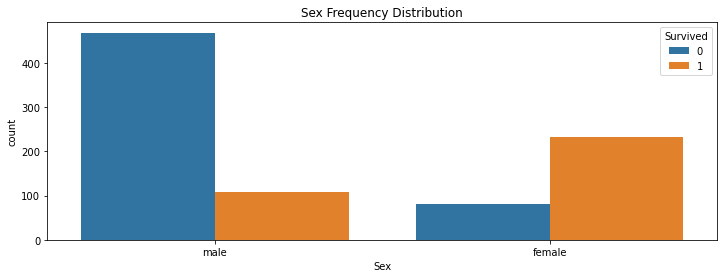 Sex Frequency Distribution
Survived
0
1
400
300
200
100
0
count
male
female
Sex